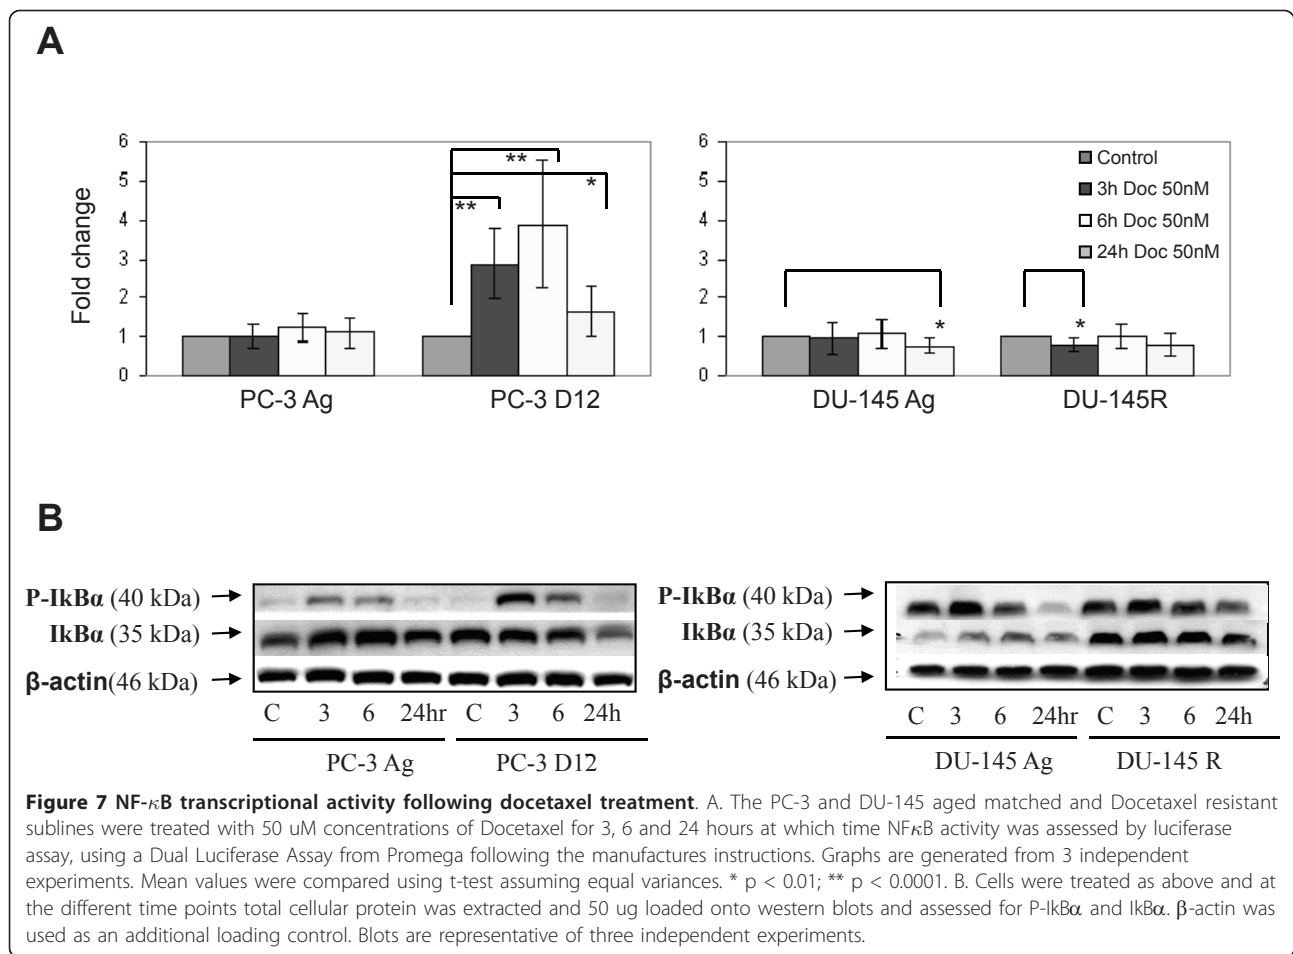 A
6
5
4
3
2
1
0
Fold change
**
*
**
PC-3 Ag
PC-3 D12
6
5
4
3
2
1
0
Control
3h Doc 50nM
6h Doc 50nM
24h Doc 50nM
*
*
DU-145 Ag
DU-145R
B
P-IkBα (40 kDa)
IkBα (35 kDa)
β-actin(46 kDa)
C 3 6 24hr C 3 6 24h
PC-3 Ag PC-3 D12
P-IkBα (40 kDa)
IkBα (35 kDa)
β-actin (46 kDa)
C 3 6 24hr C 3 6 24h
DU-145 Ag DU-145 R
Figure 7 NF-κB transcriptional activity following docetaxel treatment. A. The PC-3 and DU-145 aged matched and Docetaxel resistant
sublines were treated with 50 uM concentrations of Docetaxel for 3, 6 and 24 hours at which time NFκB activity was assessed by luciferase
assay, using a Dual Luciferase Assay from Promega following the manufactures instructions. Graphs are generated from 3 independent
experiments. Mean values were compared using t-test assuming equal variances. * p < 0.01; ** p < 0.0001. B. Cells were treated as above and at
the different time points total cellular protein was extracted and 50 ug loaded onto western blots and assessed for P-IkBα and IkBα. β-actin was
used as an additional loading control. Blots are representative of three independent experiments.